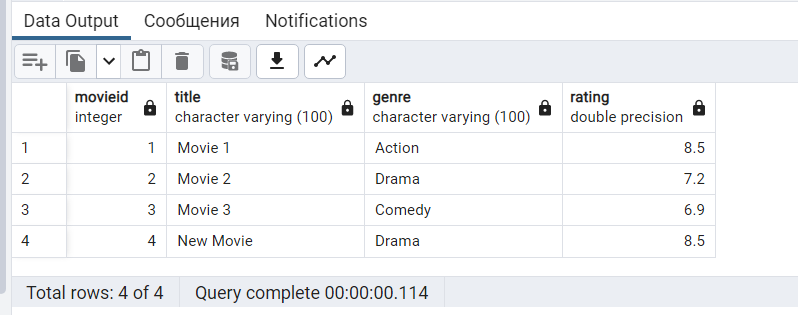 Data Output Сообщения Notifications
movieid title genre rating
integer character varying (100) character varying (100) double precision
1 1 Movie 1 Action 8.5
2 2 Movie 2 Drama 7.2
3 3 Movie 3 Comedy 6.9
4 4 New Movie Drama 8.5
Total rows: 4 of 4 Query complete 00:00:00.114